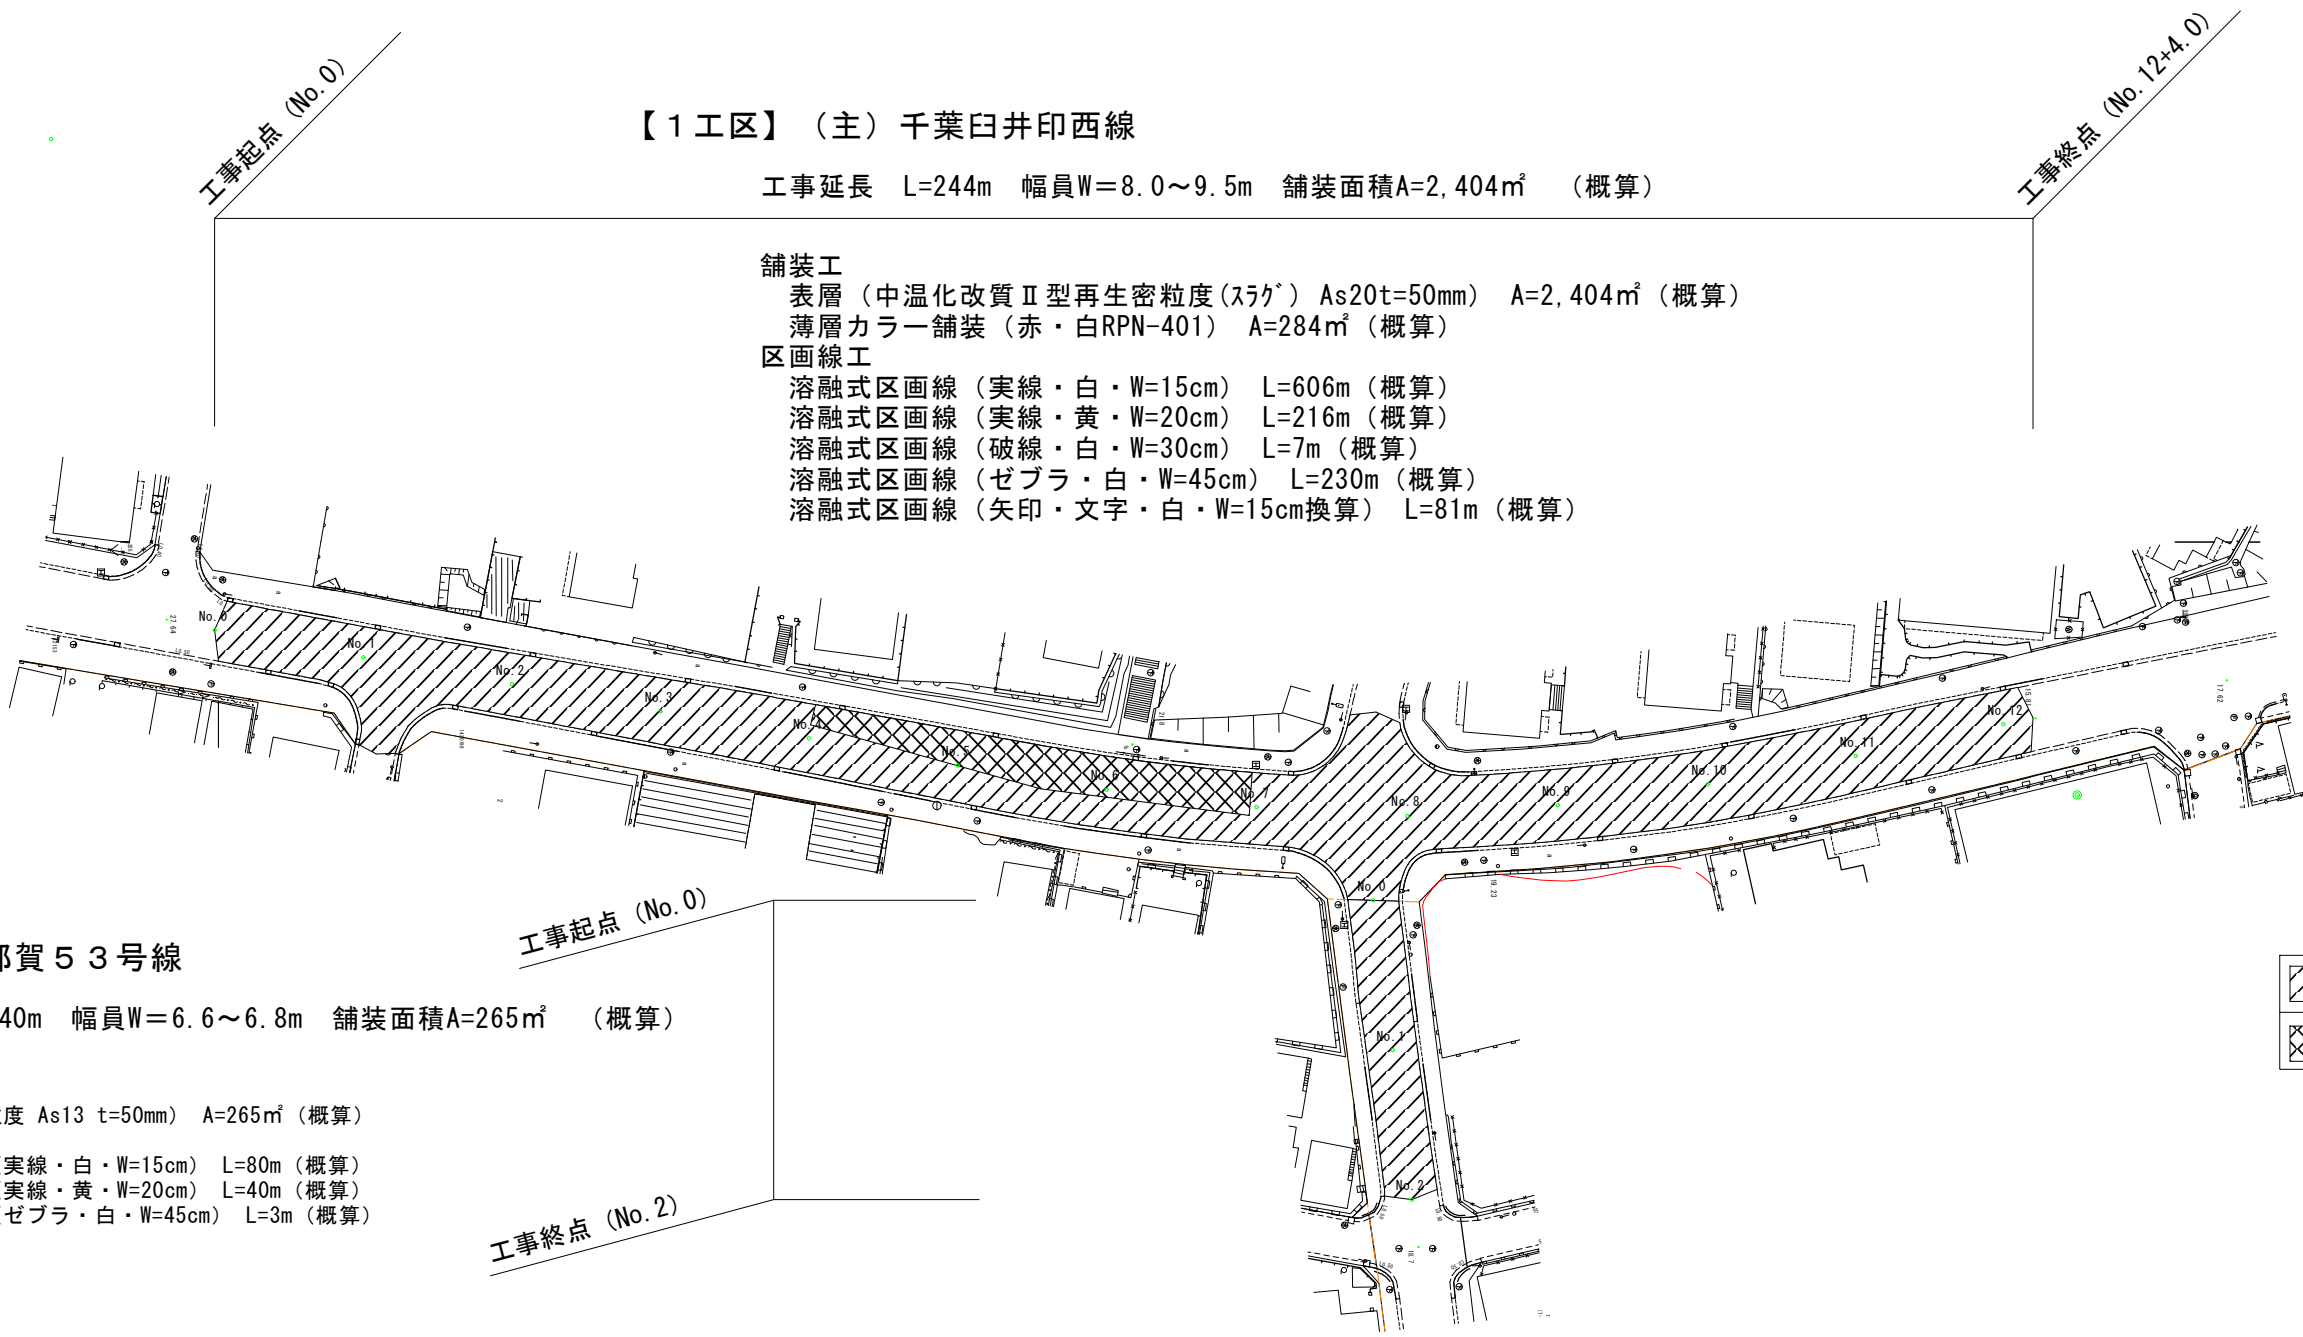 工事起点（No.0）
工事終点（No.12+4.0）
【１工区】（主）千葉臼井印西線
工事延長　L=244m　幅員W＝8.0～9.5m　舗装面積A=2,404㎡　（概算）
舗装工
表層（中温化改質Ⅱ型再生密粒度(ｽﾗｸﾞ) As20t=50mm）　A=2,404㎡（概算）
薄層カラー舗装（赤・白RPN-401）　A=284㎡（概算）
区画線工
溶融式区画線（実線・白・W=15cm）　L=606m（概算）
溶融式区画線（実線・黄・W=20cm）　L=216m（概算）
溶融式区画線（破線・白・W=30cm）　L=7m（概算）
溶融式区画線（ゼブラ・白・W=45cm）　L=230m（概算）
溶融式区画線（矢印・文字・白・W=15cm換算）　L=81m（概算）
No.0
No.1
No.2
No.3
No.4
No.5
No.6
No.7
No.8
No.9
No.10
No.11
No.12
27.64
17.62
19.23
No.0
No.1
No.2
工事起点（No.0）
賀５３号線
40m　幅員W＝6.6～6.8m　舗装面積A=265㎡　（概算）
度 As13 t=50mm）　A=265㎡（概算）
実線・白・W=15cm）　L=80m（概算）
実線・黄・W=20cm）　L=40m（概算）
ゼブラ・白・W=45cm）　L=3m（概算）
工事終点（No.2）